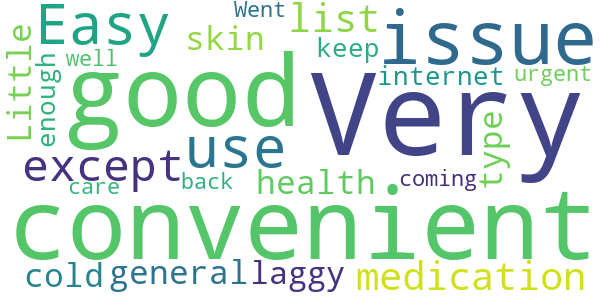 Went
Easy
list
issue
skin
Little
keep
well
good
Very
internet
urgent
enough
use
type
except
care
back
health
coming
convenient
cold
general
laggy
medication